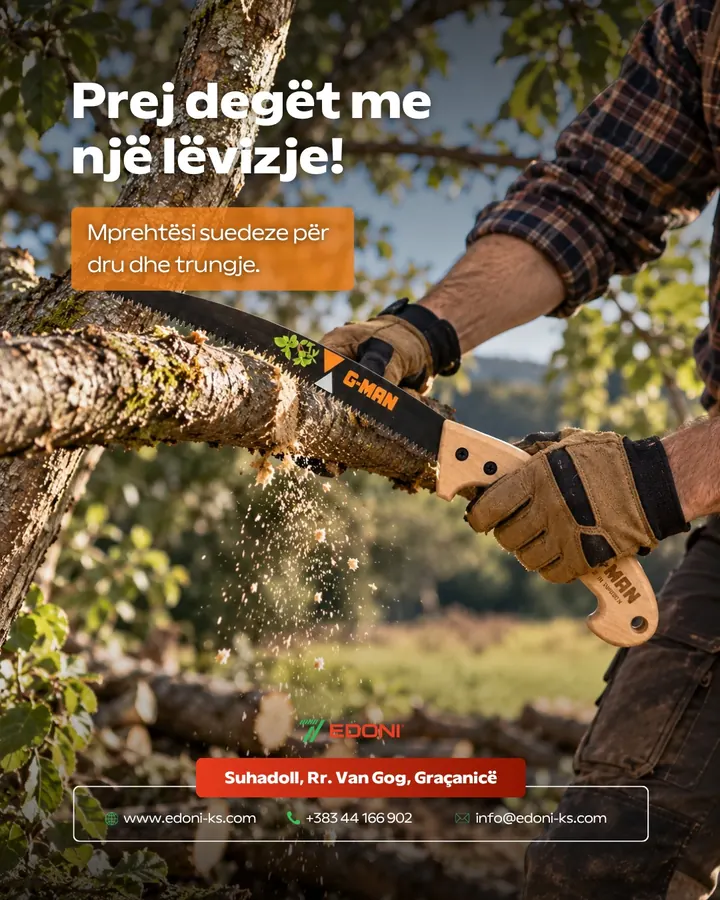 Prej degët me
një lëvizje!
Mprehtësi suedeze për
dru dhe trungje.
G-MAN
G-MAN
EDONI
Suhadoll, Rr. Van Gog, Graçanicë
www.edoni-ks.com
+383 44 166 902
info@edoni-ks.com